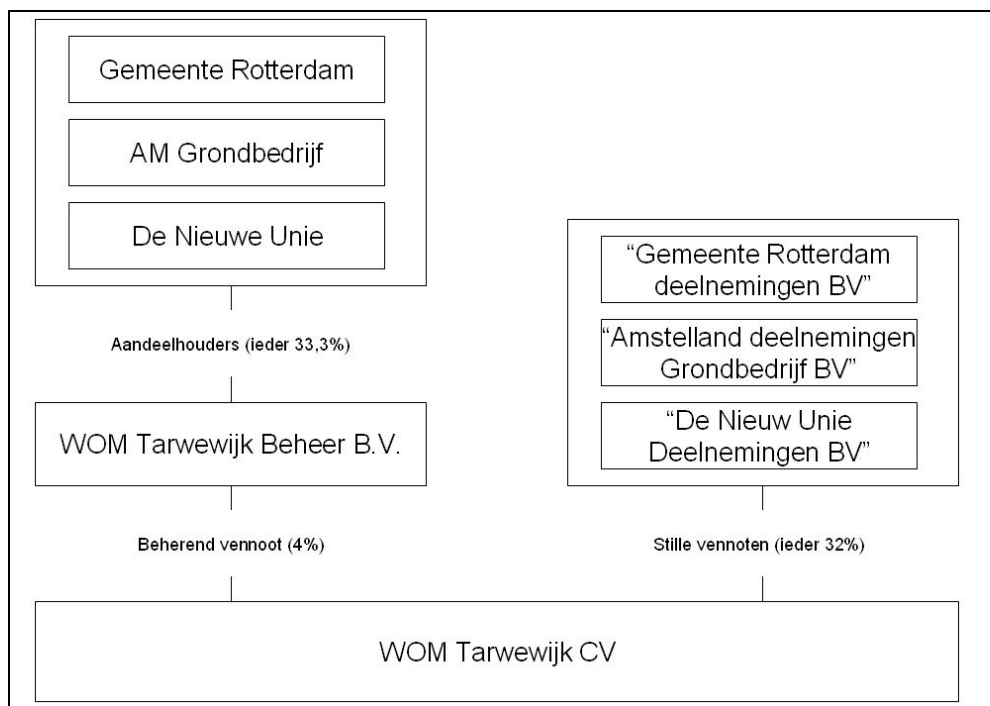 Gemeente Rotterdam
AM Grondbedrijf
De Nieuwe Unie
Aandeelhouders (ieder 33,3%)
WOM Tarwewijk Beheer B.V.
Beherend vennoot (4%)
“Gemeente Rotterdam
deelnemingen BV”
“Amstelland deelnemingen
Grondbedrijf BV”
“De Nieuw Unie
Deelnemingen BV”
Stille vennoten (ieder 32%)
WOM Tarwewijk CV